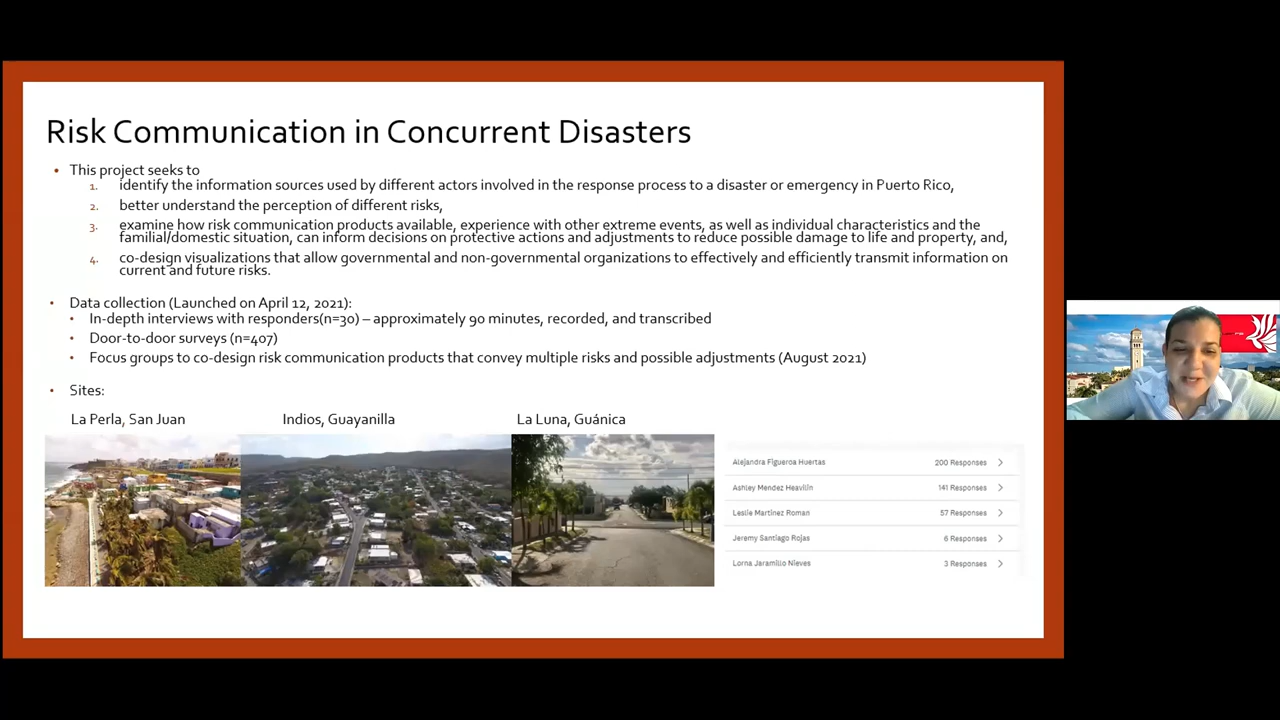 Risk Communication in Concurrent Disasters
• This project seeks to
1. identify the information sources used by different actors involved in the response process to a disaster or emergency in Puerto Rico,
2. better understand the perception of different risks,
3. examine how risk communication products available, experience with other extreme events, as well as individual characteristics and the
familial/domestic situation, can inform decisions on protective actions and adjustments to reduce possible damage to life and property, and,
4. co-design visualizations that allow governmental and non-governmental organizations to effectively and efficiently transmit information on
current and future risks.
• Data collection (Launched on April 12, 2021):
• In-depth interviews with responders(n=30) – approximately 90 minutes, recorded, and transcribed
• Door-to-door surveys (n=407)
• Focus groups to co-design risk communication products that convey multiple risks and possible adjustments (August 2021)
• Sites:
La Perla, San Juan
Indios, Guayanilla
La Luna, Guánica
Alejandra Figueroa Huertas 200 Responses
Ashley Mendez Heavilin 141 Responses
Leslie Martinez Roman 57 Responses
Jeremy Santiago Rojas 6 Responses
Lorna Jaramillo Nieves 3 Responses